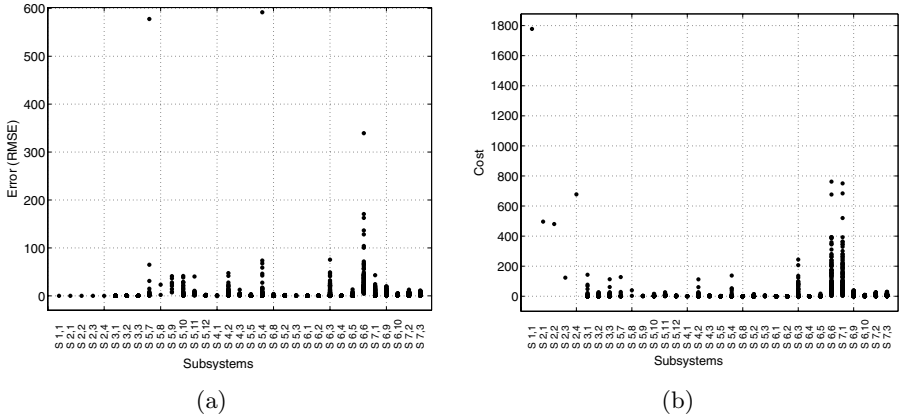 600
500
400
300
200
100
0
Error (RMSE)
S 1,1
S 2,1
S 2,2
S 2,3
S 2,4
S 3,1
S 3,2
S 3,3
S 5,7
S 5,8
S 5,9
S 5,10
S 5,11
S 5,12
S 4,1
S 4,2
S 4,3
S 5,5
S 5,4
S 6,8
S 5,2
S 5,3
S 6,1
S 6,2
S 6,3
S 6,4
S 6,5
S 6,6
S 7,1
S 6,9
S 6,10
S 7,2
S 7,3
Subsystems
(a)
1800
1600
1400
1200
1000
800
600
400
200
0
Cost
S 1,1
S 2,1
S 2,2
S 2,3
S 2,4
S 3,1
S 3,2
S 3,3
S 5,7
S 5,8
S 5,9
S 5,10
S 5,11
S 5,12
S 4,1
S 4,2
S 4,3
S 5,5
S 5,4
S 6,8
S 5,2
S 5,3
S 6,1
S 6,2
S 6,3
S 6,4
S 6,5
S 6,6
S 7,1
S 6,9
S 6,10
S 7,2
S 7,3
Subsystems
(b)